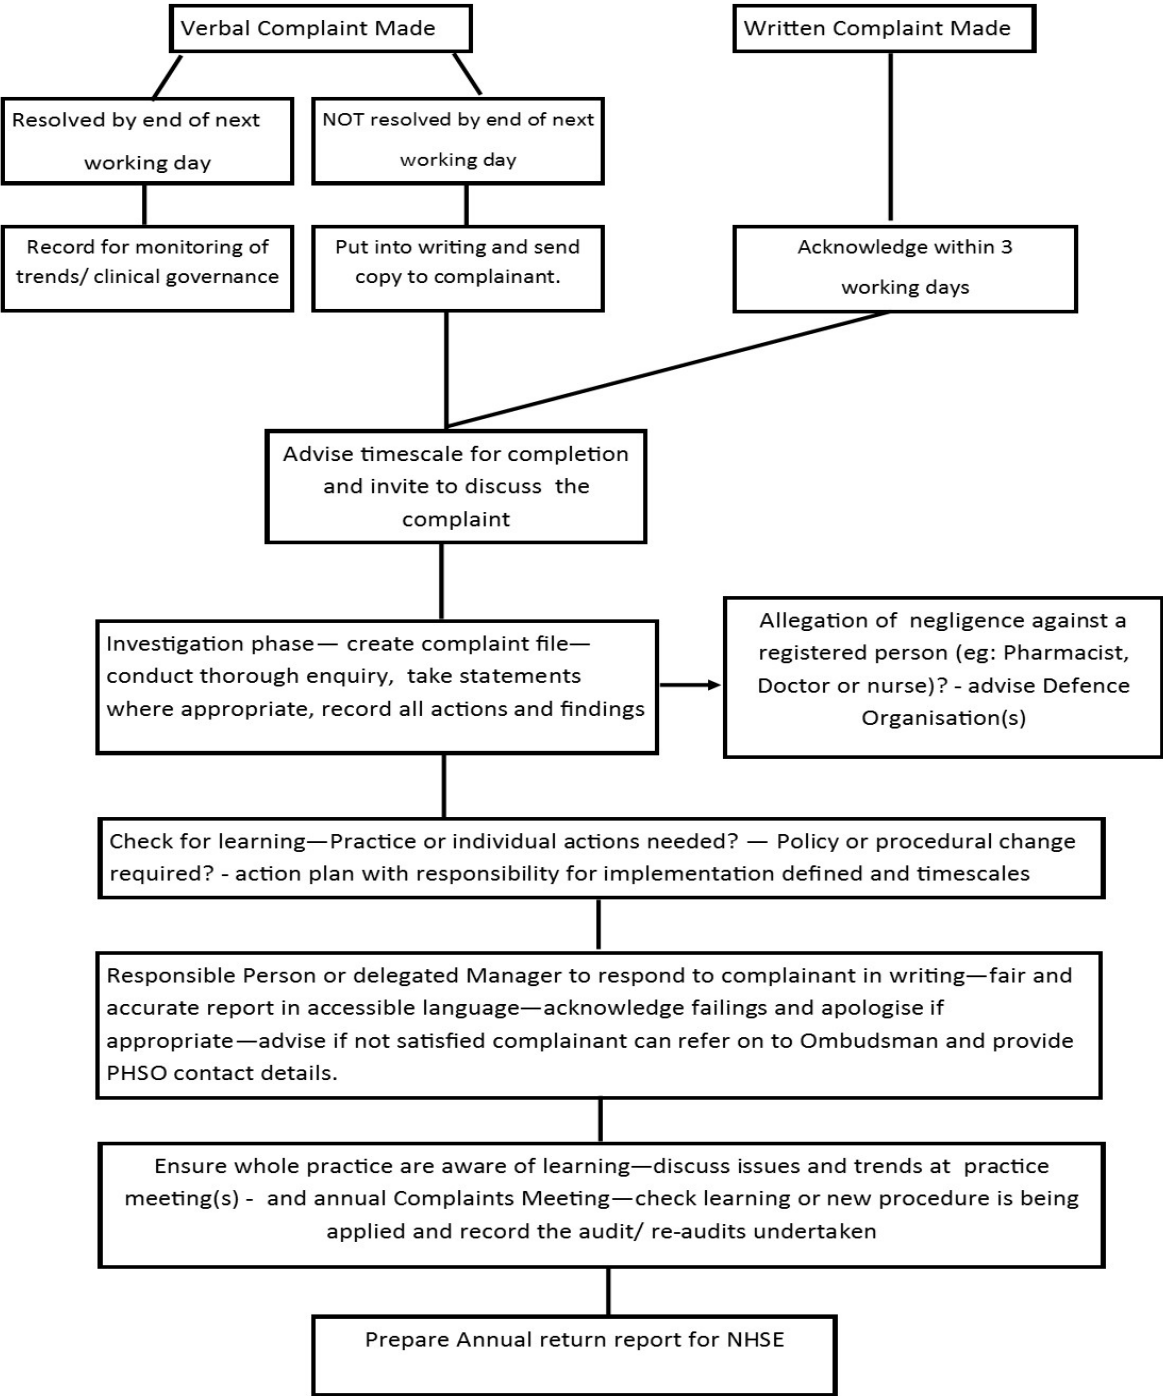 Verbal Complaint Made
Written Complaint Made
Resolved by end of next
working day
NOT resolved by end of next
working day
Record for monitoring of
trends/ clinical governance
Put into writing and send
copy to complainant.
Acknowledge within 3
working days
Advise timescale for completion
and invite to discuss the
complaint
Investigation phase— create complaint file—
conduct thorough enquiry, take statements
where appropriate, record all actions and findings
Allegation of negligence against a
registered person (eg: Pharmacist,
Doctor or nurse)? - advise Defence
Organisation(s)
Check for learning—Practice or individual actions needed? — Policy or procedural change
required? - action plan with responsibility for implementation defined and timescales
Responsible Person or delegated Manager to respond to complainant in writing—fair and
accurate report in accessible language—acknowledge failings and apologise if
appropriate—advise if not satisfied complainant can refer on to Ombudsman and provide
PHSO contact details.
Ensure whole practice are aware of learning—discuss issues and trends at practice
meeting(s) - and annual Complaints Meeting—check learning or new procedure is being
applied and record the audit/ re-audits undertaken
Prepare Annual return report for NHSE